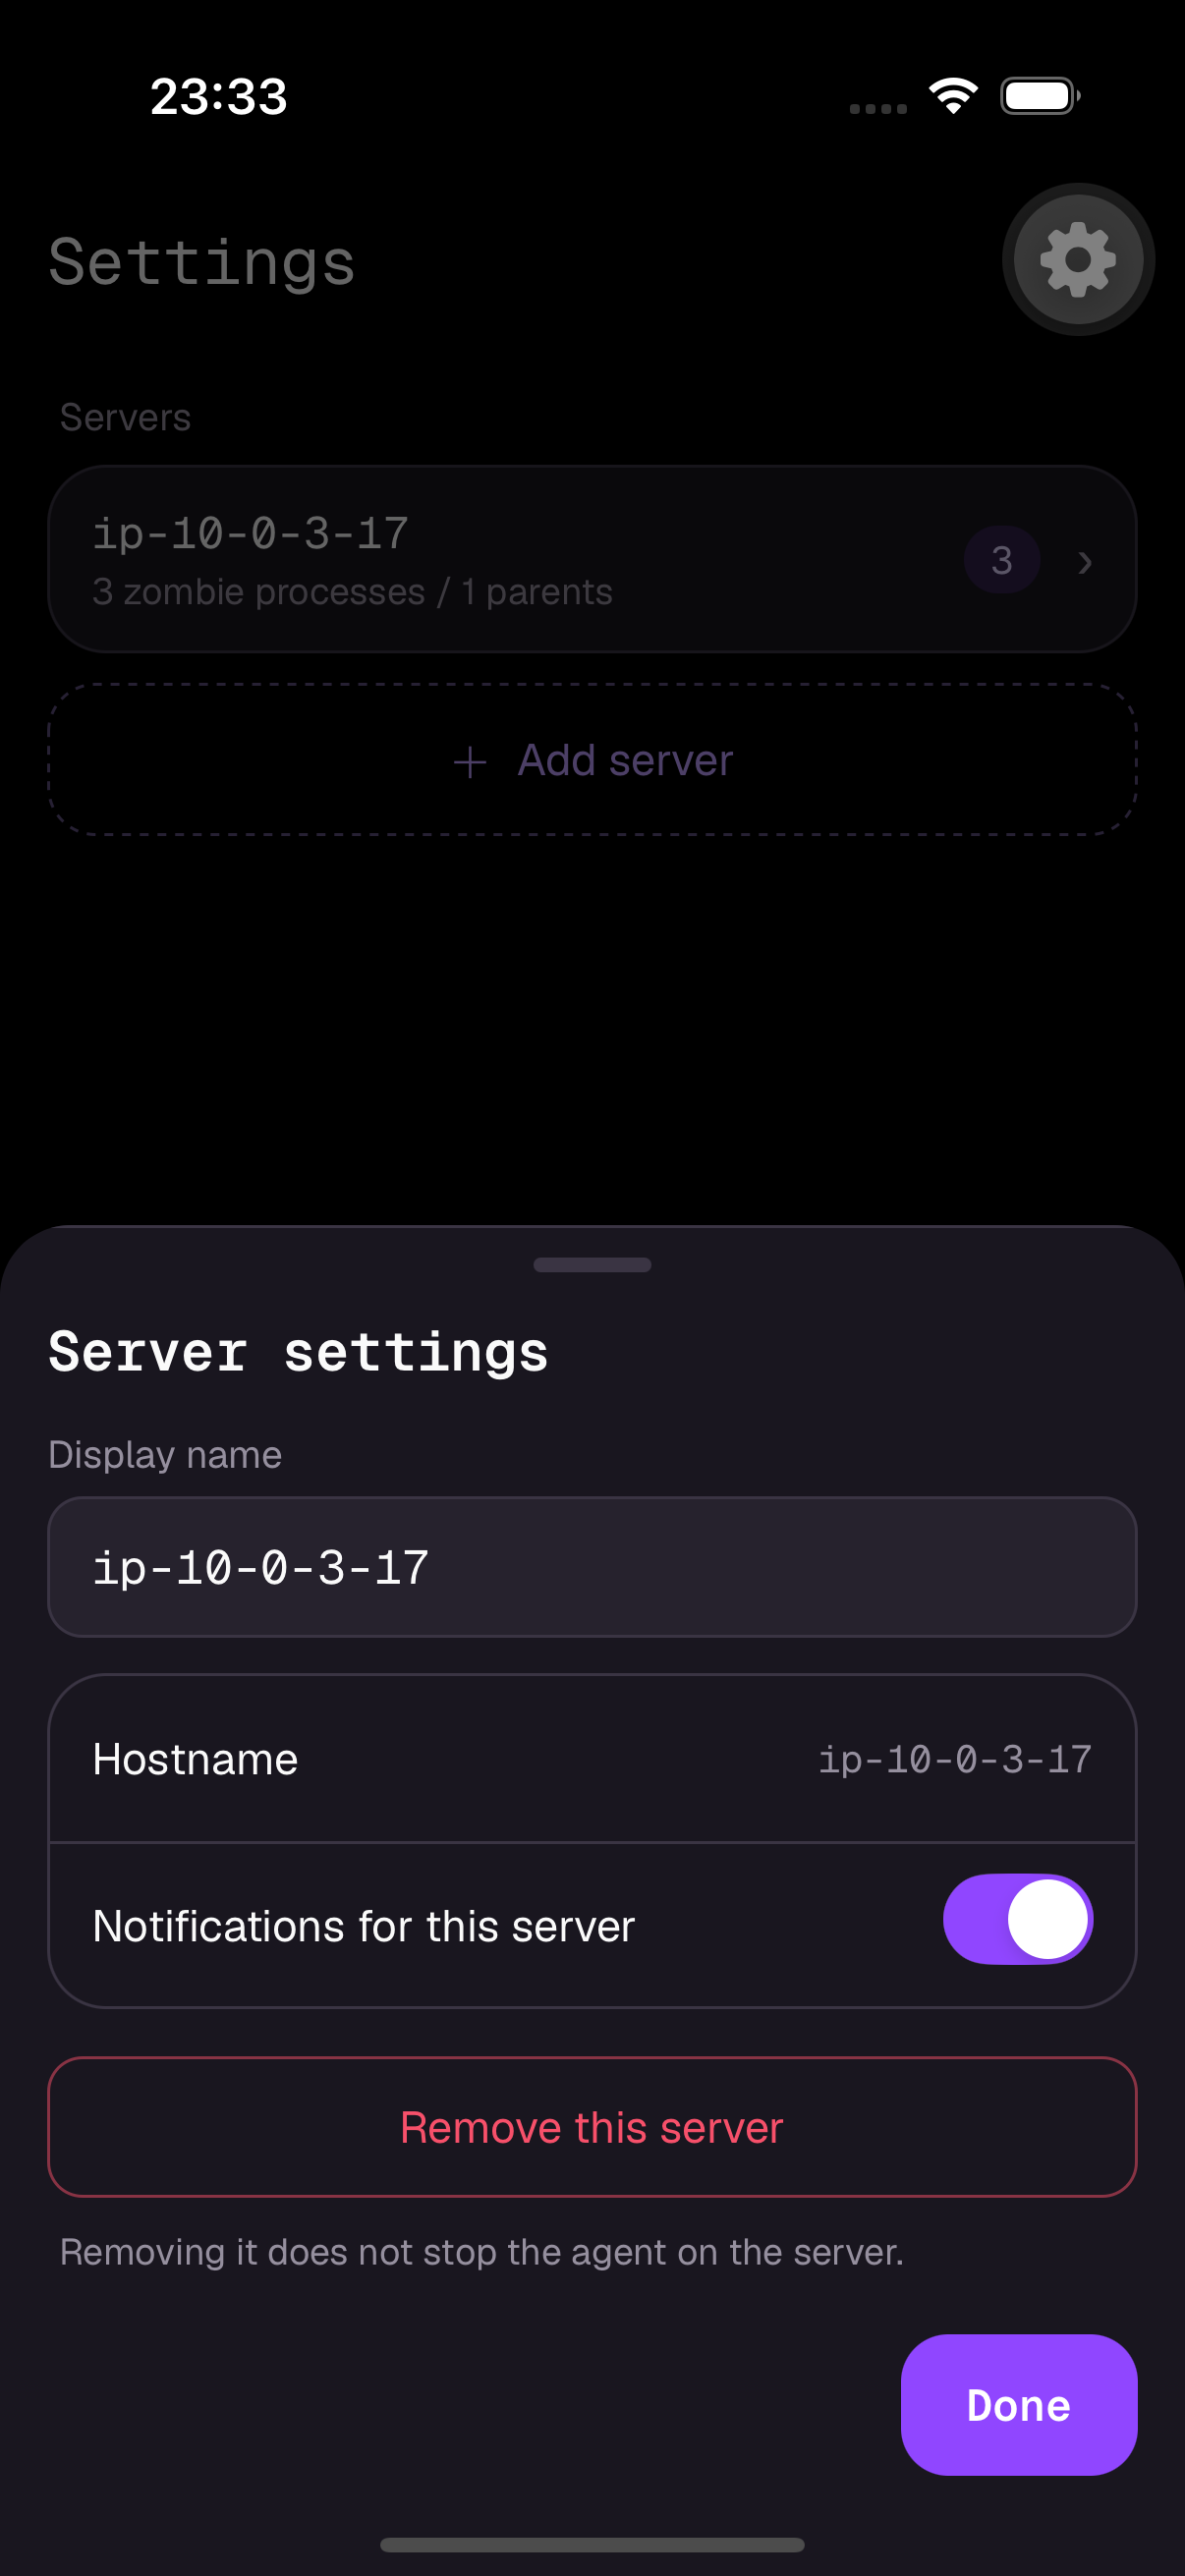 23:33
Settings
Servers
ip-10-0-3-17
3 zombie processes / 1 parents
3
+ Add server
Server settings
Display name
ip-10-0-3-17
Hostname
ip-10-0-3-17
Notifications for this server
Remove this server
Removing it does not stop the agent on the server.
Done